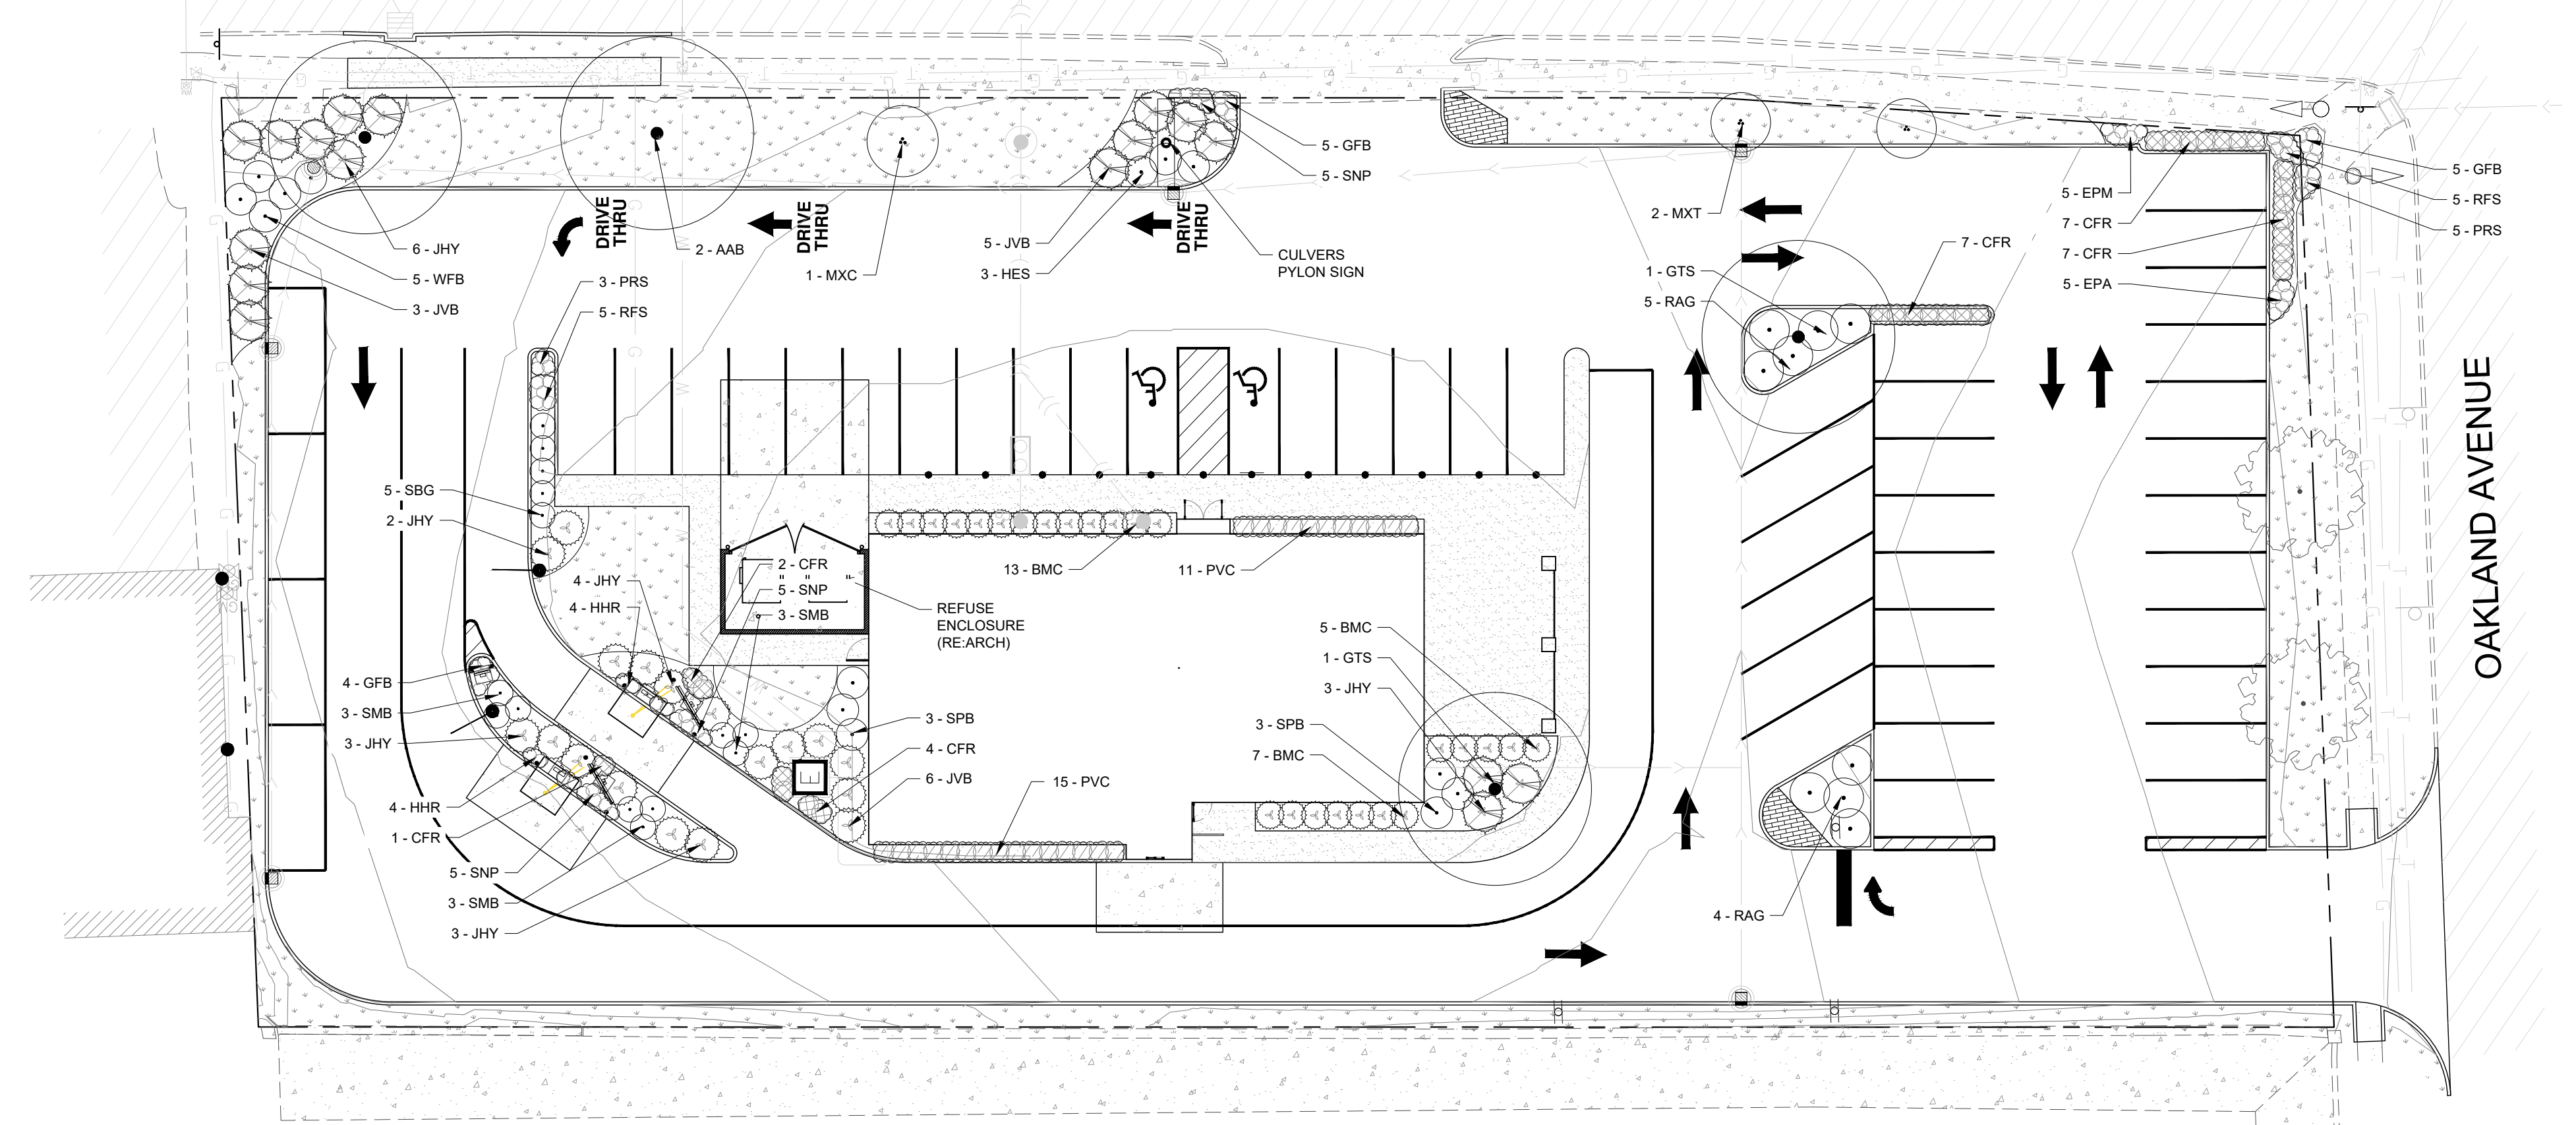 5 - GFB
5 - SNP
5 - GFB
5 - RFS
5 - PRS
5 - EPM
7 - CFR
7 - CFR
5 - EPA
2 - MXT
6 - JHY
5 - WFB
3 - JVB
DRIVE
THRU
2 - AAB
DRIVE
THRU
1 - MXC
5 - JVB
3 - HES
DRIVE
THRU
CULVERS
PYLON SIGN
7 - CFR
1 - GTS
5 - RAG
3 - PRS
5 - RFS
OAKLAND AVENUE
5 - SBG
2 - JHY
4 - JHY
4 - HHR
2 - CFR
5 - SNP
3 - SMB
13 - BMC
11 - PVC
REFUSE
ENCLOSURE
(RE:ARCH)
5 - BMC
1 - GTS
3 - JHY
3 - SPB
7 - BMC
4 - GFB
3 - SMB
3 - JHY
3 - SPB
4 - CFR
6 - JVB
E
15 - PVC
4 - HHR
1 - CFR
5 - SNP
3 - SMB
3 - JHY
4 - RAG